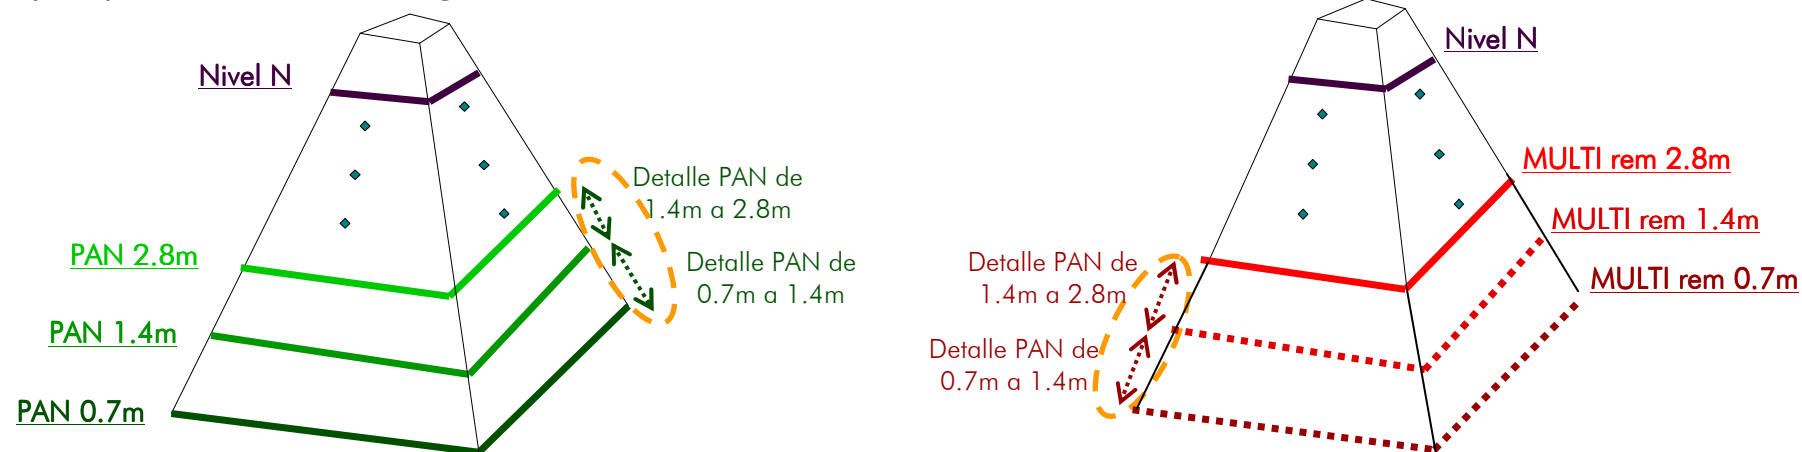 Nivel N
Detalle PAN de
1.4m a 2.8m
PAN 2.8m
Detalle PAN de
0.7m a 1.4m
PAN 1.4m
PAN 0.7m
Nivel N
MULTI rem 2.8m
MULTI rem 1.4m
Detalle PAN de
1.4m a 2.8m
MULTI rem 0.7m
Detalle PAN de
0.7m a 1.4m